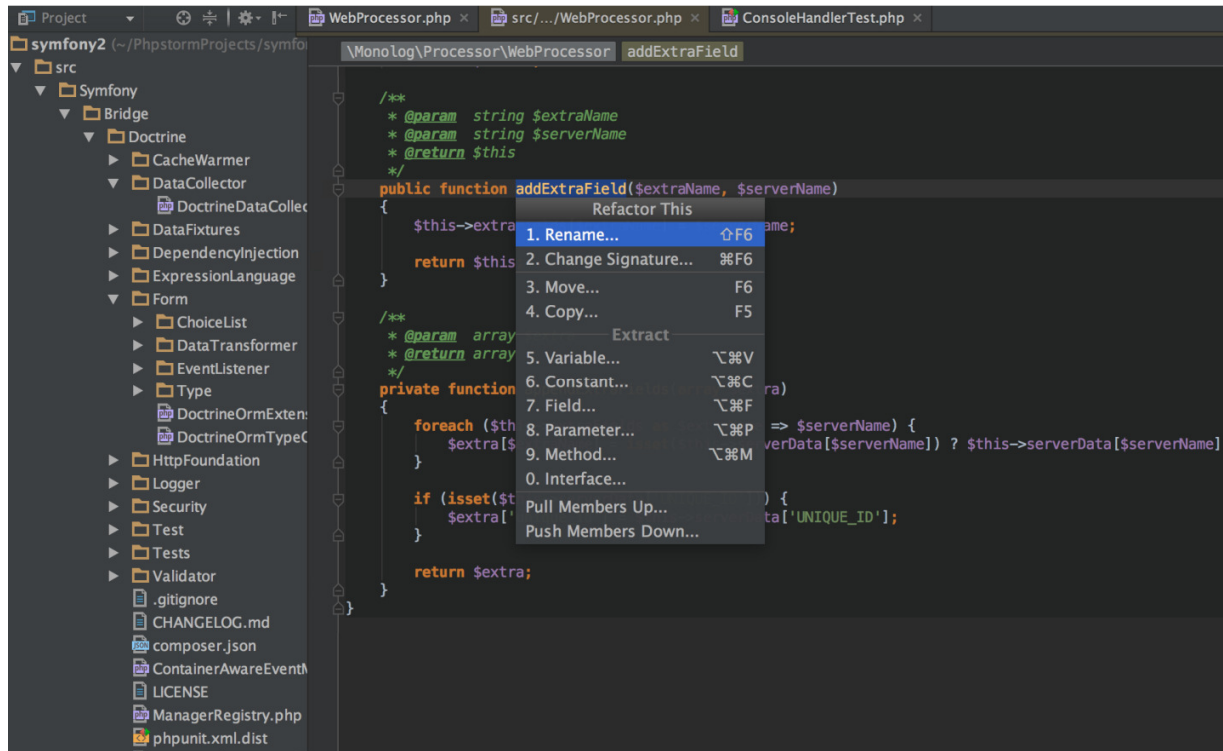 Project
WebProcessor.php ×
src/.../WebProcessor.php ×
ConsoleHandlerTest.php ×
symfony2 (~/PhpstormProjects/symfo
\Monolog\Processor\WebProcessor addExtraField
src
Symfony
Bridge
Doctrine
CacheWarmer
DataCollector
DoctrineDataCollec
DataFixtures
DependencyInjection
ExpressionLanguage
Form
ChoiceList
DataTransformer
EventListener
Type
DoctrineOrmExten
DoctrineOrmTypeG
HttpFoundation
Logger
Security
Test
Tests
Validator
.gitignore
CHANGELOG.md
composer.json
ContainerAwareEventM
LICENSE
ManagerRegistry.php
phpunit.xml.dist
/**
* @param string $extraName
* @param string $serverName
* @return $this
*/
public function addExtraField($extraName, $serverName)
{
$this->extra ame;
return $this
}
/**
* @param array
* @return array
*/
private function ra)
{
foreach ($th => $serverName) {
$extra[$ verData[$serverName]) ? $this->serverData[$serverName]
}
if (isset($t ) {
$extra[' ta['UNIQUE_ID'];
}
return $extra;
}
}
Refactor This
1. Rename... ⇧F6
2. Change Signature... ⌘F6
3. Move... F6
4. Copy... F5
Extract
5. Variable... ⌥⌘V
6. Constant... ⌥⌘C
7. Field... ⌥⌘F
8. Parameter... ⌥⌘P
9. Method... ⌥⌘M
0. Interface...
Pull Members Up...
Push Members Down...